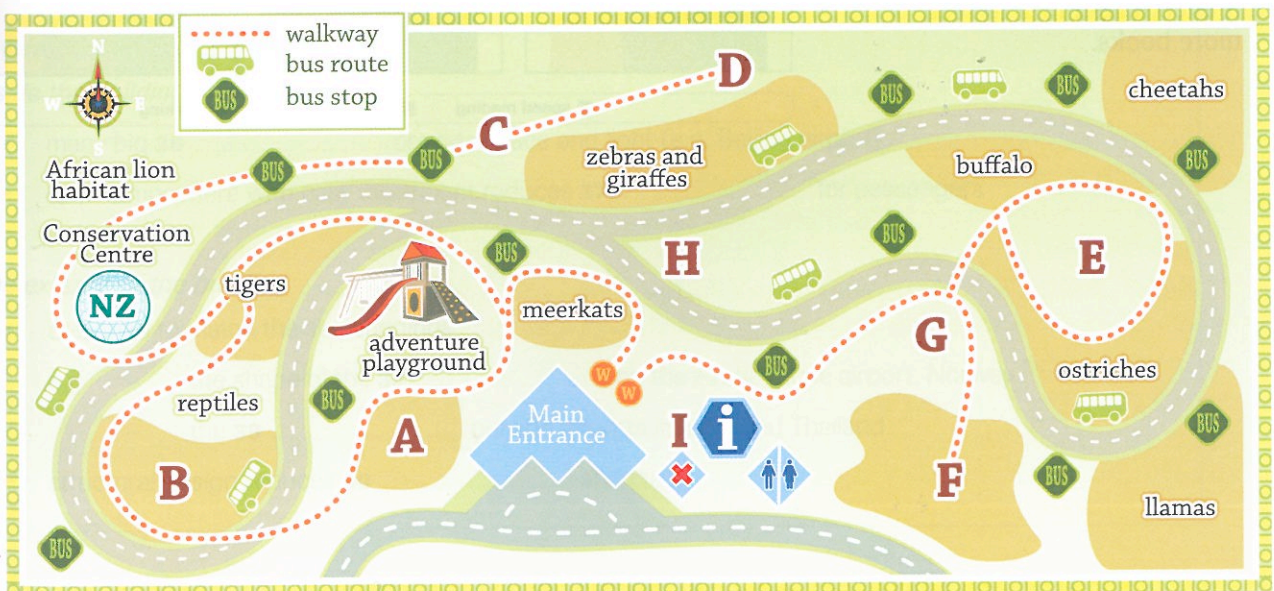 walkway
bus route
BUS
bus stop
N
W
E
S
D
C
BUS
BUS
BUS
BUS
cheetahs
African lion
habitat
BUS
zebras and
giraffes
buffalo
BUS
Conservation
Centre
NZ
tigers
BUS
H
BUS
E
meerkats
adventure
playground
G
BUS
ostriches
W
W
reptiles
BUS
Main
Entrance
A
I
i
BUS
B
F
BUS
llamas
BUS